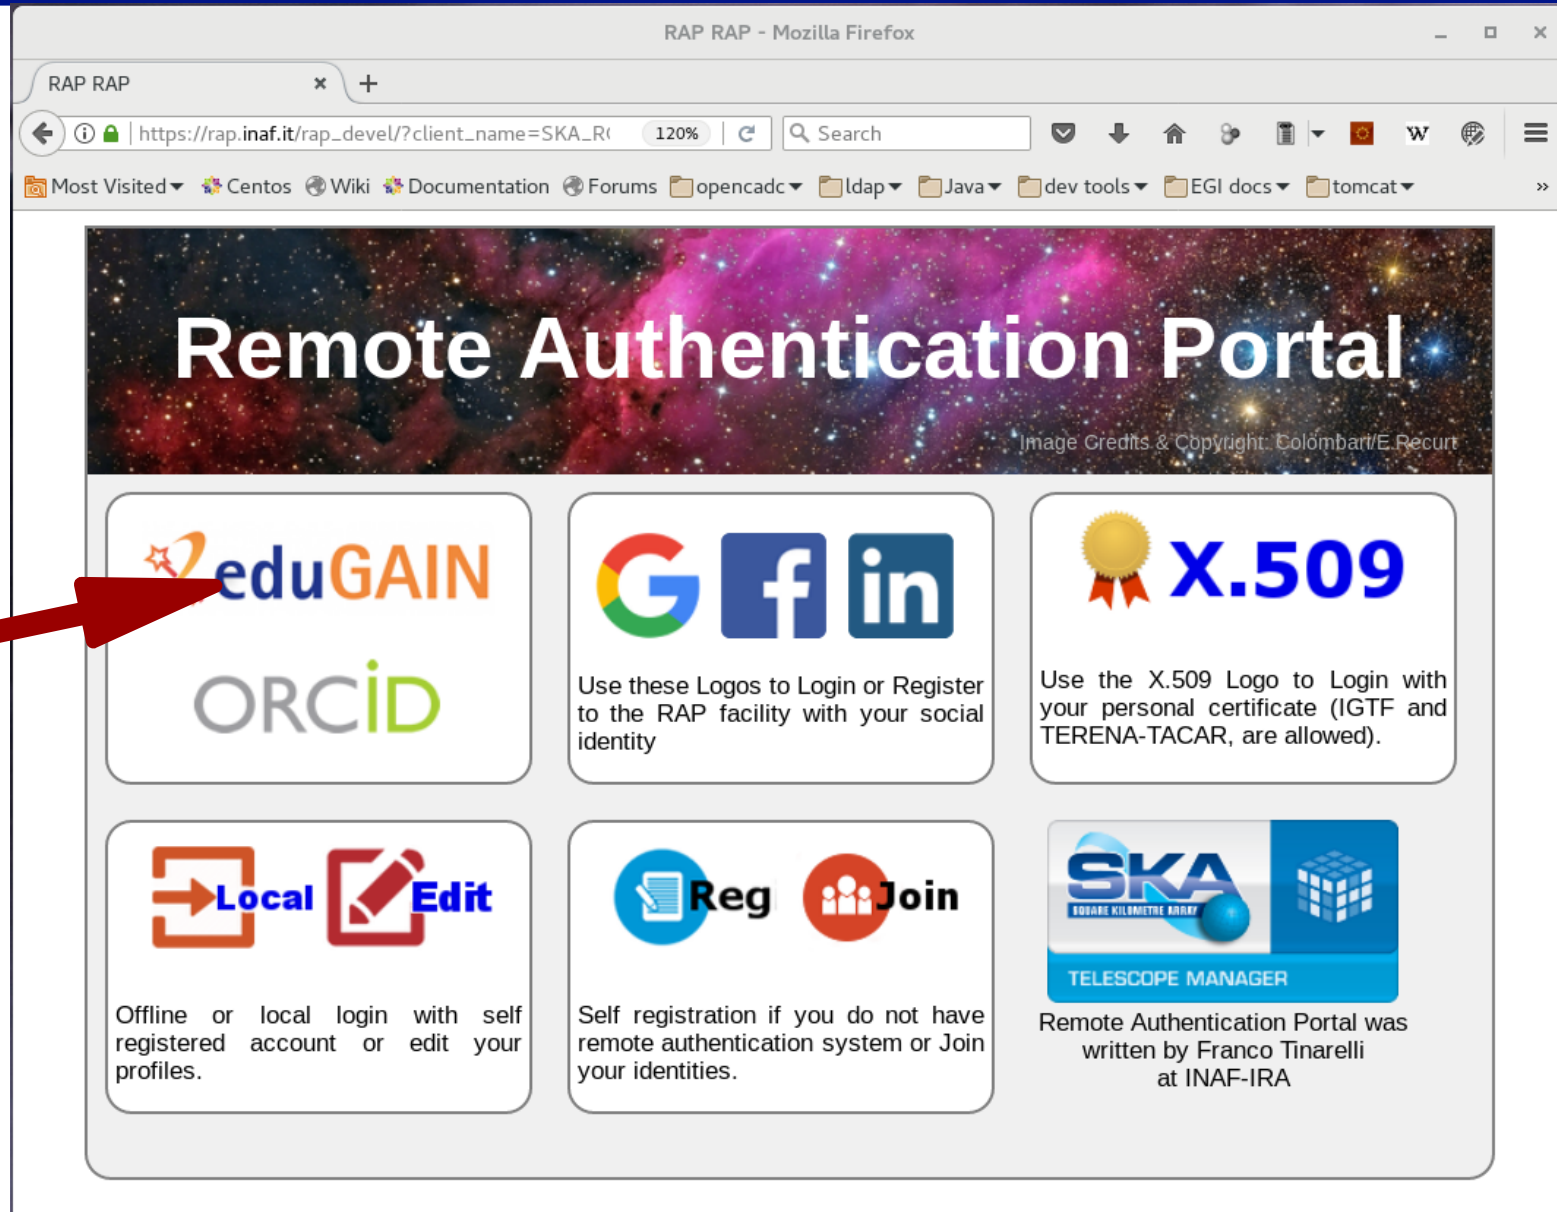 RAP RAP - Mozilla Firefox
RAP RAP
https://rap.inaf.it/rap_devel/?client_name=SKA_R 120% Search
Most Visited Centos Wiki Documentation Forums opencadc ldap Java dev tools EGI docs tomcat »
Remote Authentication Portal
Image Credits & Copyright: Colombari/E.Recurt
eduGAIN
ORCiD
G f in
Use these Logos to Login or Register
to the RAP facility with your social
identity
X.509
Use the X.509 Logo to Login with
your personal certificate (IGTF and
TERENA-TACAR, are allowed).
Local Edit
Offline or local login with self
registered account or edit your
profiles.
Reg Join
Self registration if you do not have
remote authentication system or Join
your identities.
SKA
SQUARE KILOMETRE ARRAY
TELESCOPE MANAGER
Remote Authentication Portal was
written by Franco Tinarelli
at INAF-IRA